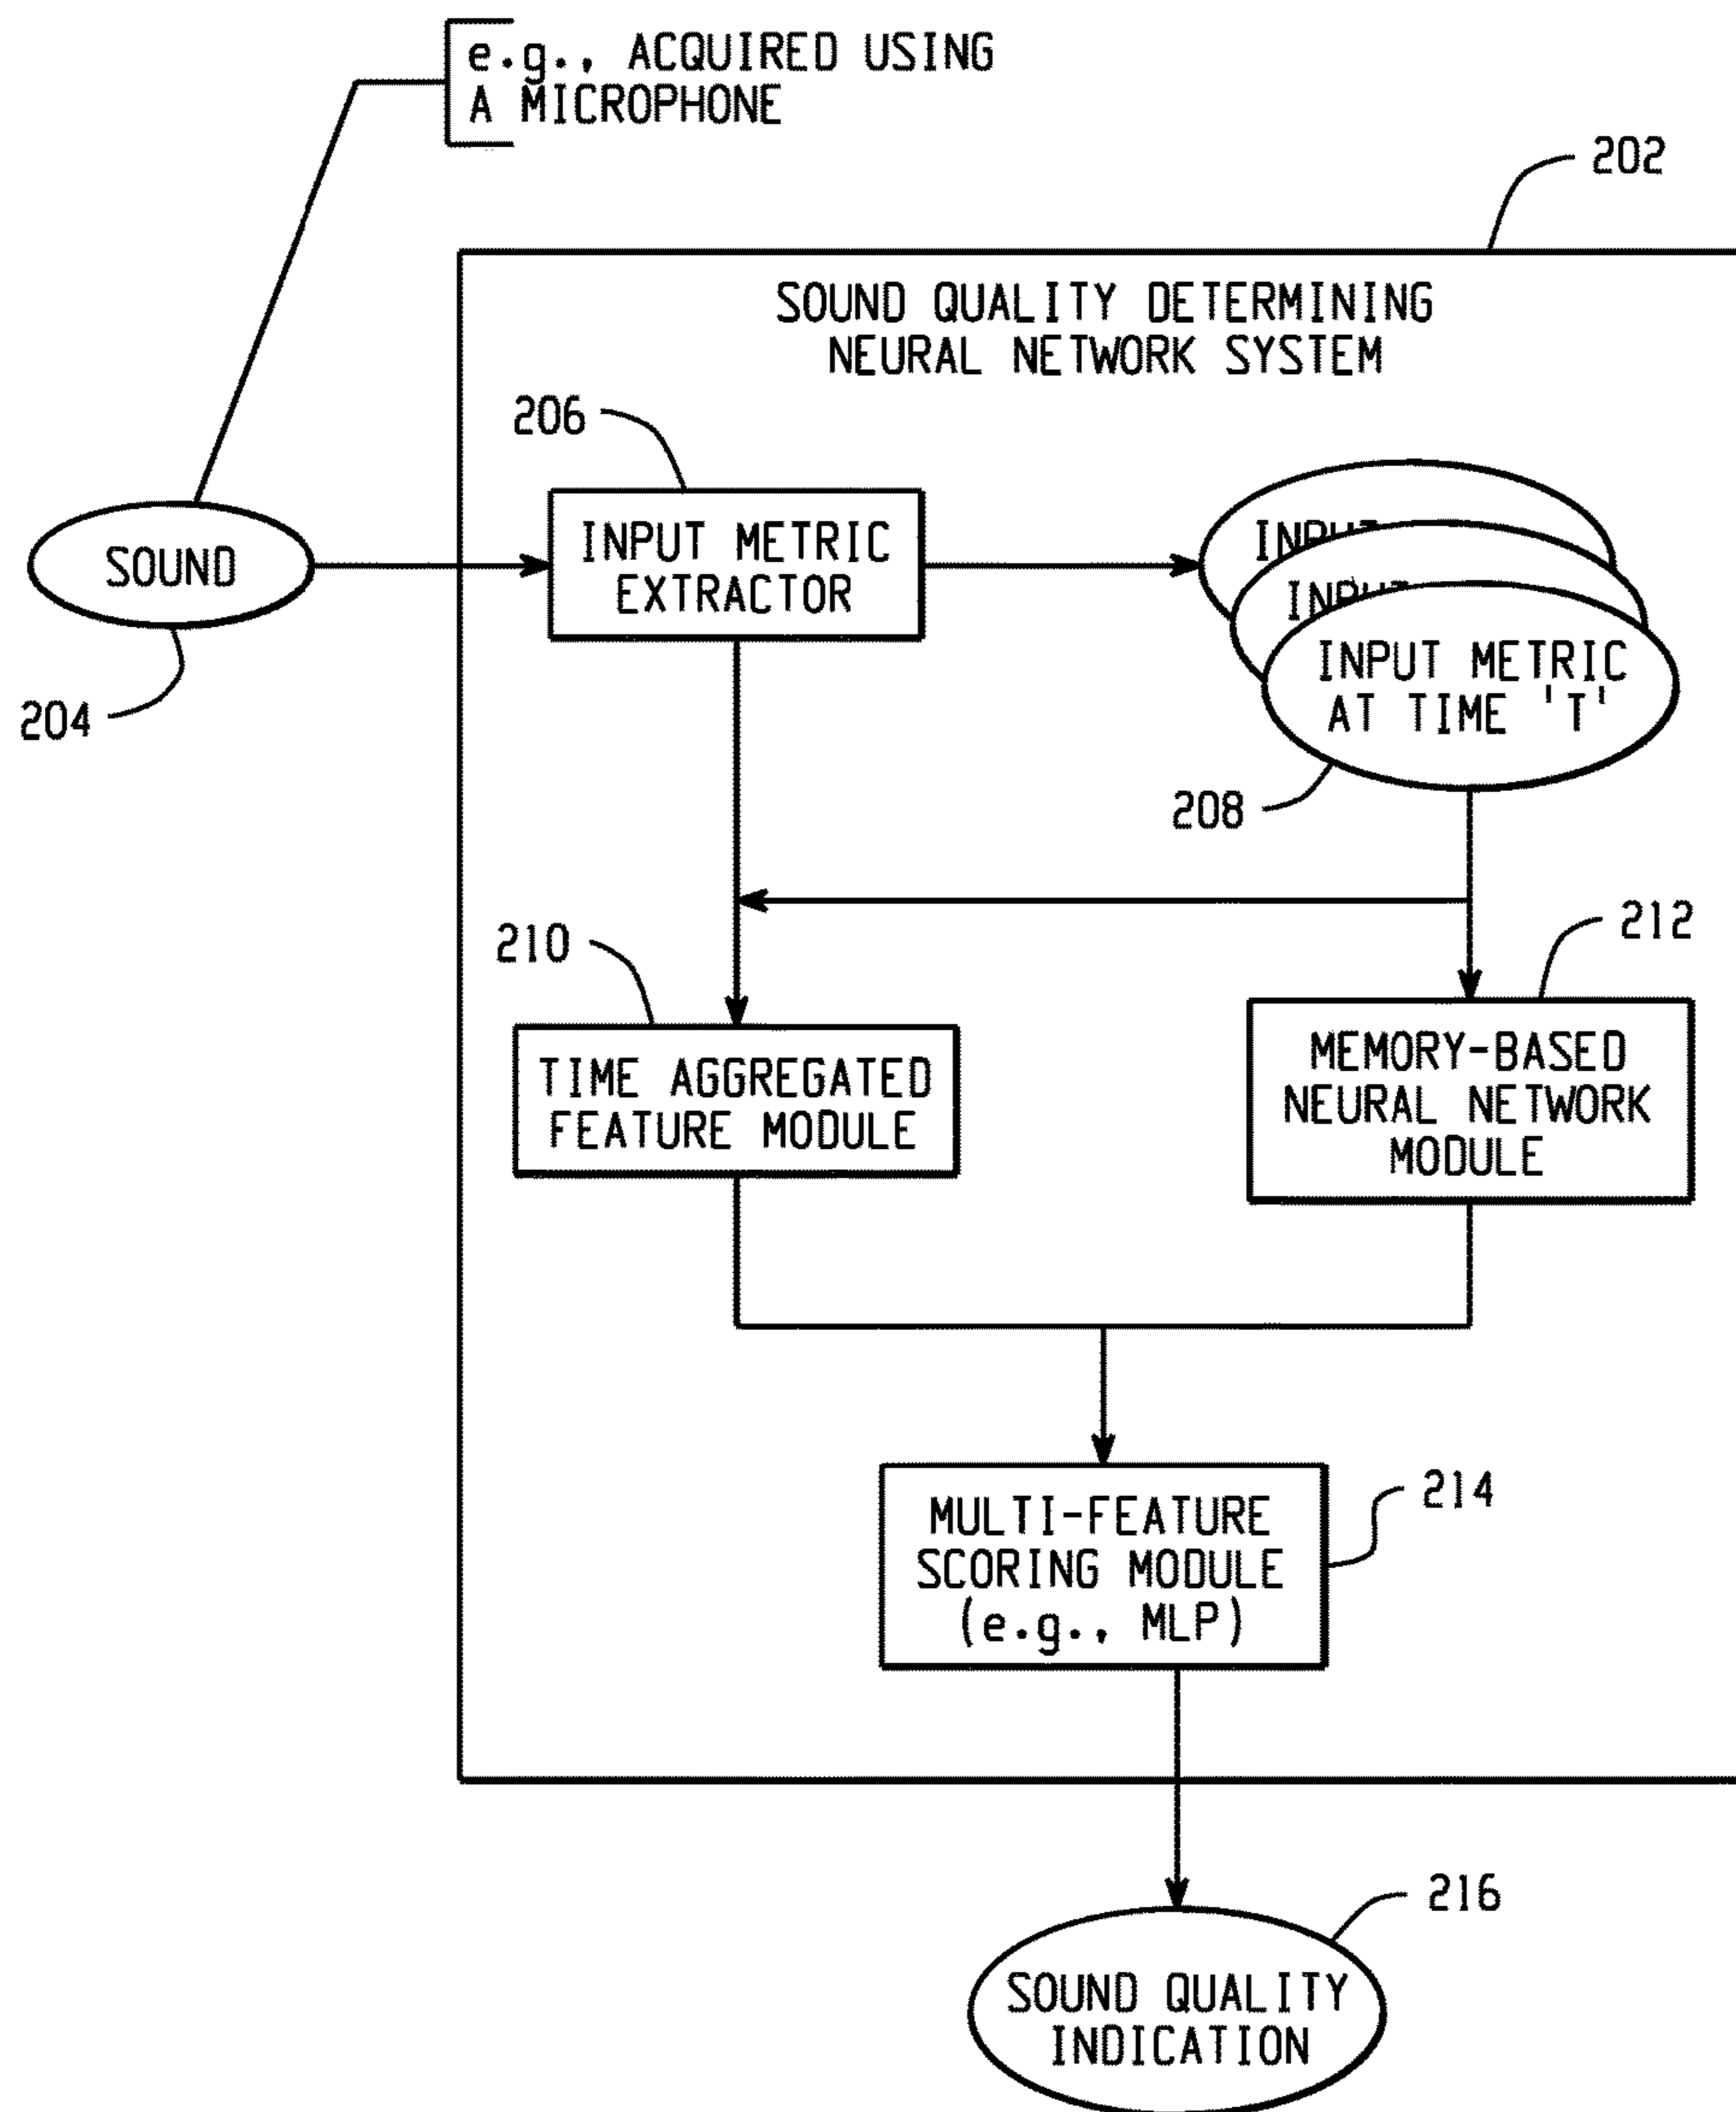 e.g., ACQUIRED USING
A MICROPHONE
202
SOUND QUALITY DETERMINING
NEURAL NETWORK SYSTEM
206
SOUND
204
INPUT METRIC
EXTRACTOR
INPUT
INPUT
INPUT METRIC
AT TIME 'T'
208
210
212
TIME AGGREGATED
FEATURE MODULE
MEMORY-BASED
NEURAL NETWORK
MODULE
MULTI-FEATURE
SCORING MODULE
(e.g., MLP)
214
216
SOUND QUALITY
INDICATION